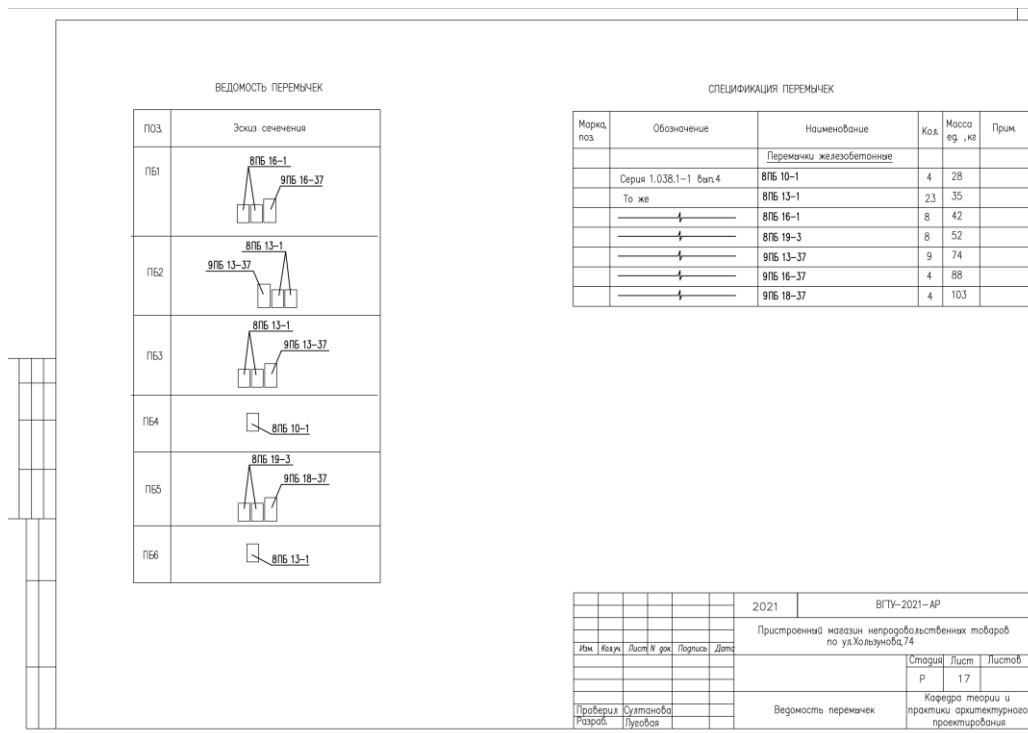 ВЕДОМОСТЬ ПЕРЕМЫЧЕК
ПОЗ. Эскиз сечечения
ПБ1
8ПБ 16-1
9ПБ 16-37
ПБ2
8ПБ 13-1
9ПБ 13-37
ПБ3
8ПБ 13-1
9ПБ 13-37
ПБ4
8ПБ 10-1
ПБ5
8ПБ 19-3
9ПБ 18-37
ПБ6
8ПБ 13-1
СПЕЦИФИКАЦИЯ ПЕРЕМЫЧЕК
Марка, поз. Обозначение Наименование Кол. Масса ед. ,кг Прим.
Перемычки железобетонные
Серия 1.038.1-1 вып.4 8ПБ 10-1 4 28
То же 8ПБ 13-1 23 35
8ПБ 16-1 8 42
8ПБ 19-3 8 52
9ПБ 13-37 9 74
9ПБ 16-37 4 88
9ПБ 18-37 4 103
2021 ВГТУ-2021-АР
Пристроенный магазин непродовольственных товаров
по ул.Хользунова,74
Изм. Кол.уч Лист N док Подпись Дата
Стадия Лист Листов
Р 17
Проверил Султанова
Разраб. Луговая
Ведомость перемычек
Кафедра теории и
практики архитектурного
проектирования